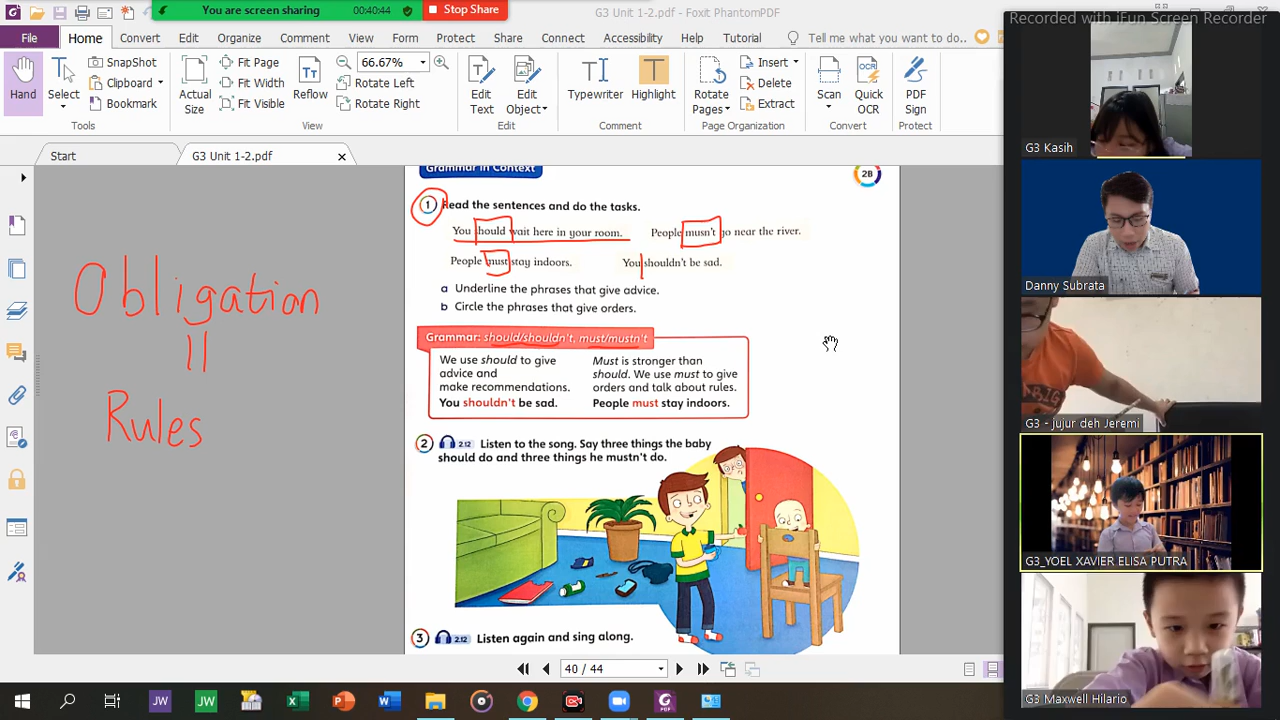 You are screen sharing
00:40:44
Stop Share
G3 Unit 1-2.pdf - Foxit PhantomPDF
Recorded with iFun Screen Recorder
File
Home
Convert
Edit
Organize
Comment
View
Form
Protect
Share
Connect
Accessibility
Help
Tutorial
Tell me what you want to do..
Hand
Select
SnapShot
Clipboard
Bookmark
Tools
Actual Size
Fit Page
Fit Width
Fit Visible
Reflow
66.67%
Rotate Left
Rotate Right
View
Edit Text
Edit Object
Edit
Typewriter
Highlight
Comment
Rotate Pages
Insert
Delete
Extract
Page Organization
Scan
Quick OCR
Convert
PDF Sign
Protect
Start
G3 Unit 1-2.pdf
Obligation
Rules
Grammar in Context
2B
1 Read the sentences and do the tasks.
You should wait here in your room.
People musn't go near the river.
People must stay indoors.
You shouldn't be sad.
a Underline the phrases that give advice.
b Circle the phrases that give orders.
Grammar: should/shouldn't, must/mustn't
We use should to give
advice and
make recommendations.
You shouldn't be sad.
Must is stronger than
should. We use must to give
orders and talk about rules.
People must stay indoors.
2 2.12 Listen to the song. Say three things the baby
should do and three things he mustn't do.
3 2.12 Listen again and sing along.
40 / 44
JW
JW
G3 Kasih
Danny Subrata
G3 - jujur deh Jeremi
G3_YOEL XAVIER ELISA PUTRA
G3 Maxwell Hilario